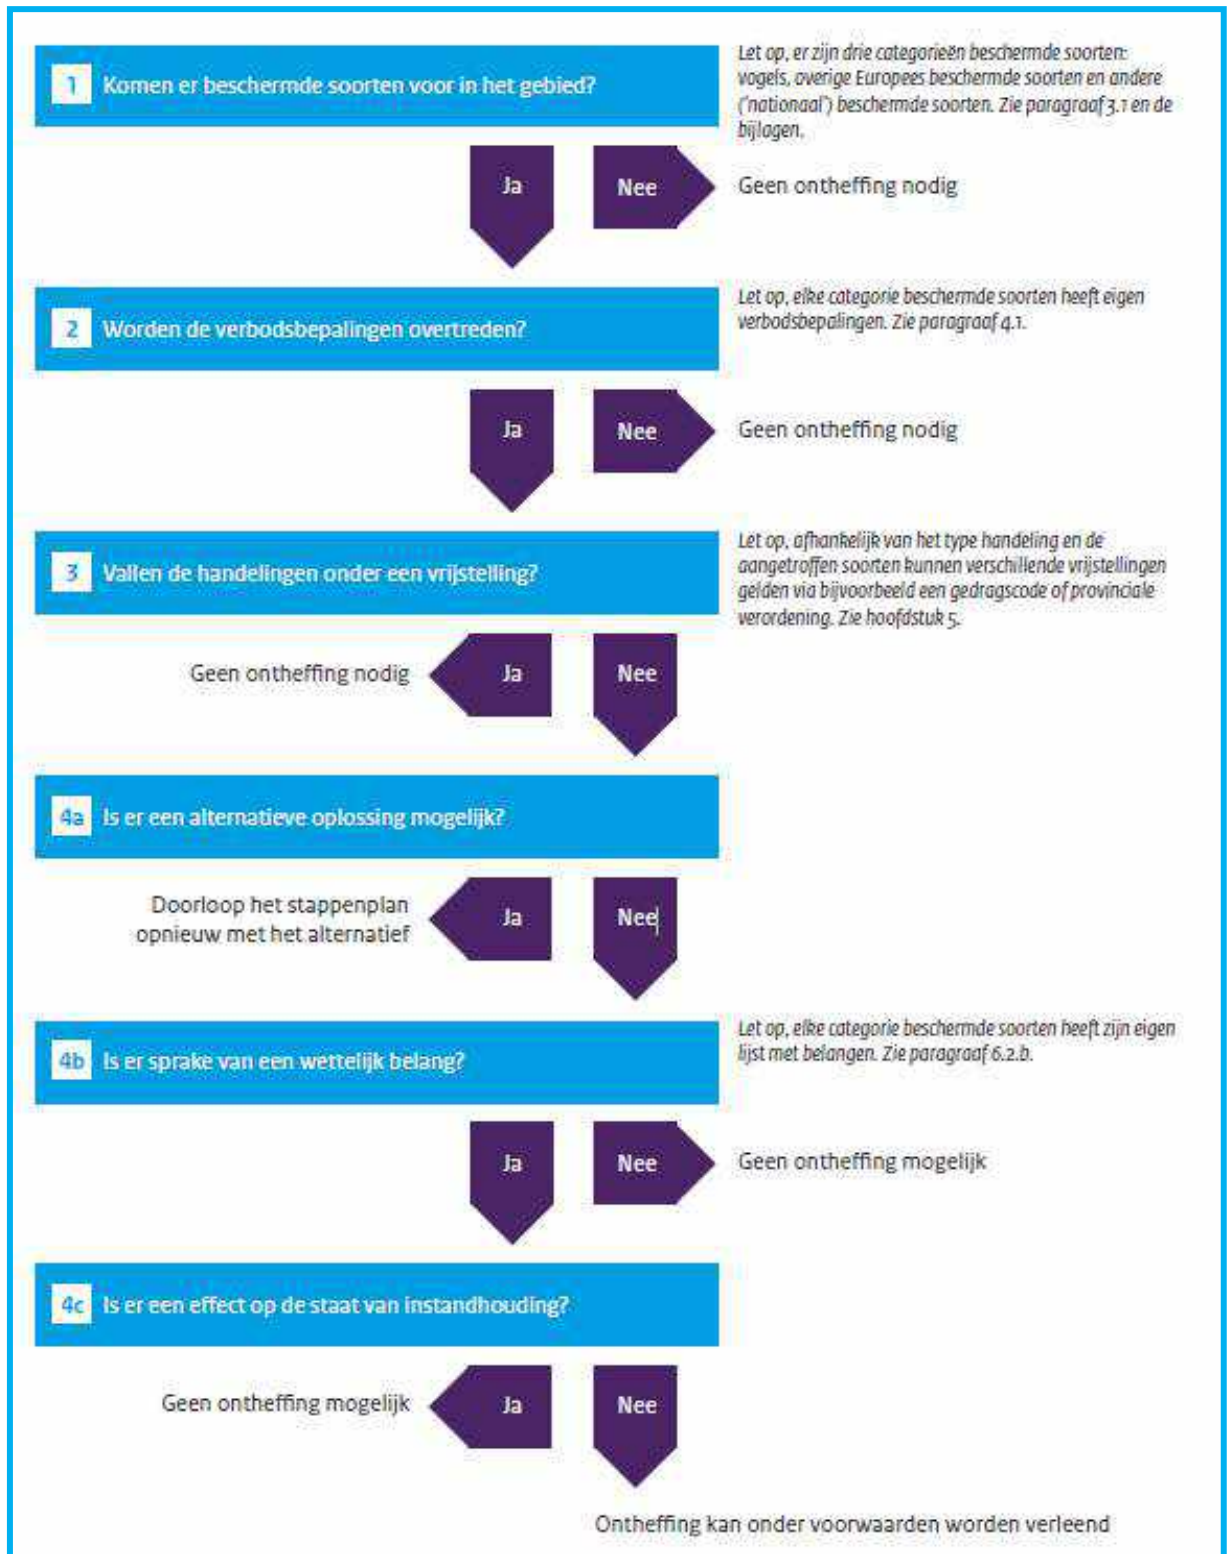 1 Komen er beschermde soorten voor in het gebied?
Let op, er zijn drie categorieën beschermde soorten:
vogels, overige Europees beschermde soorten en andere
('nationaal') beschermde soorten. Zie paragraaf 3.1 en de
bijlagen.
Ja
Nee
Geen ontheffing nodig
2 Worden de verbodsbepalingen overtreden?
Let op, elke categorie beschermde soorten heeft eigen
verbodsbepalingen. Zie paragraaf 4.1.
Ja
Nee
Geen ontheffing nodig
3 Vallen de handelingen onder een vrijstelling?
Let op, afhankelijk van het type handeling en de
aangetroffen soorten kunnen verschillende vrijstellingen
gelden via bijvoorbeeld een gedragscode of provinciale
verordening. Zie hoofdstuk 5.
Geen ontheffing nodig
Ja
Nee
4a Is er een alternatieve oplossing mogelijk?
Doorloop het stappenplan
opnieuw met het alternatief
Ja
Nee
4b Is er sprake van een wettelijk belang?
Let op, elke categorie beschermde soorten heeft zijn eigen
lijst met belangen. Zie paragraaf 6.2.b.
Ja
Nee
Geen ontheffing mogelijk
4c Is er een effect op de staat van instandhouding?
Geen ontheffing mogelijk
Ja
Nee
Ontheffing kan onder voorwaarden worden verleend